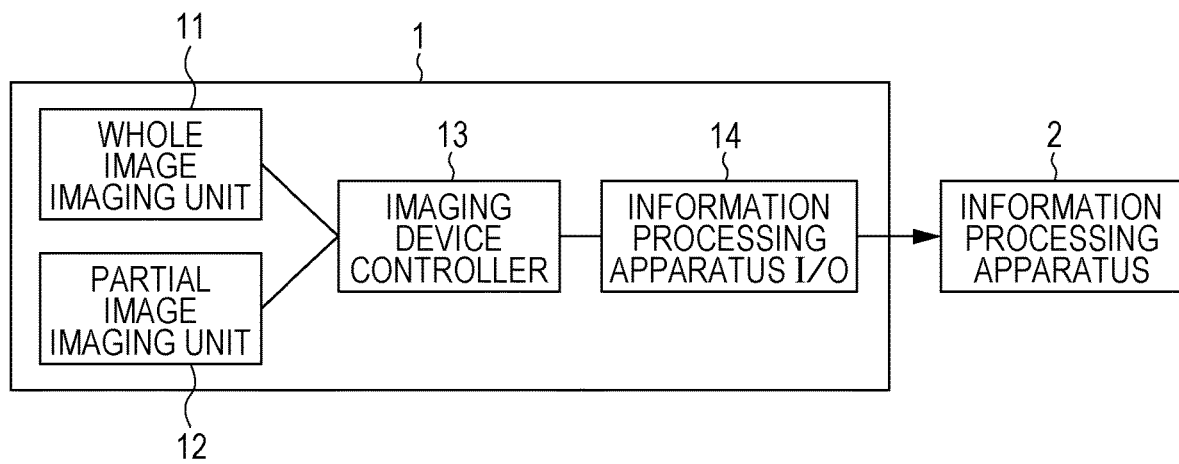 11
1
WHOLE
IMAGE
IMAGING UNIT
13
IMAGING
DEVICE
CONTROLLER
14
INFORMATION
PROCESSING
APPARATUS I/O
2
INFORMATION
PROCESSING
APPARATUS
PARTIAL
IMAGE
IMAGING UNIT
12